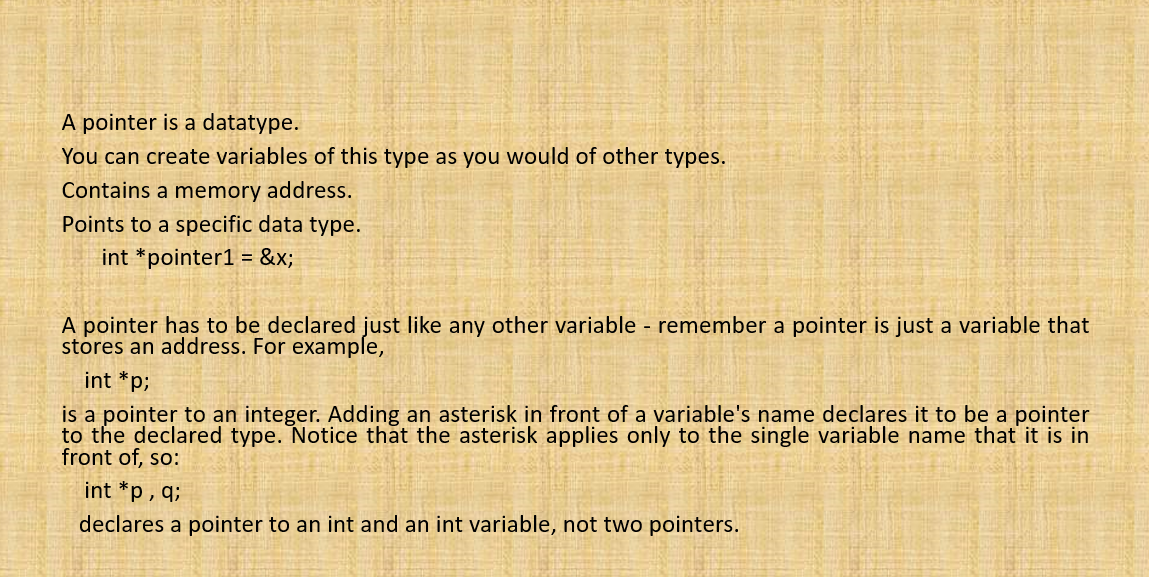 A pointer is a datatype.
You can create variables of this type as you would of other types.
Contains a memory address.
Points to a specific data type.
int *pointer1 = &x;
A pointer has to be declared just like any other variable - remember a pointer is just a variable that
stores an address. For example,
int *p;
is a pointer to an integer. Adding an asterisk in front of a variable's name declares it to be a pointer
to the declared type. Notice that the asterisk applies only to the single variable name that it is in
front of, so:
int *p , q;
declares a pointer to an int and an int variable, not two pointers.